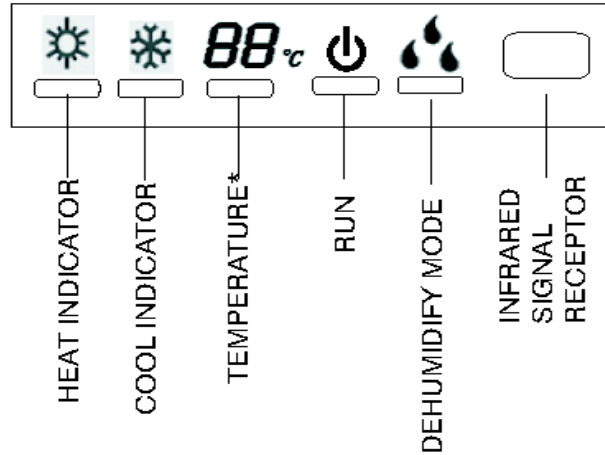 88 °C
HEAT INDICATOR
COOL INDICATOR
TEMPERATURE*
RUN
DEHUMIDIFY MODE
INFRARED
SIGNAL
RECEPTOR